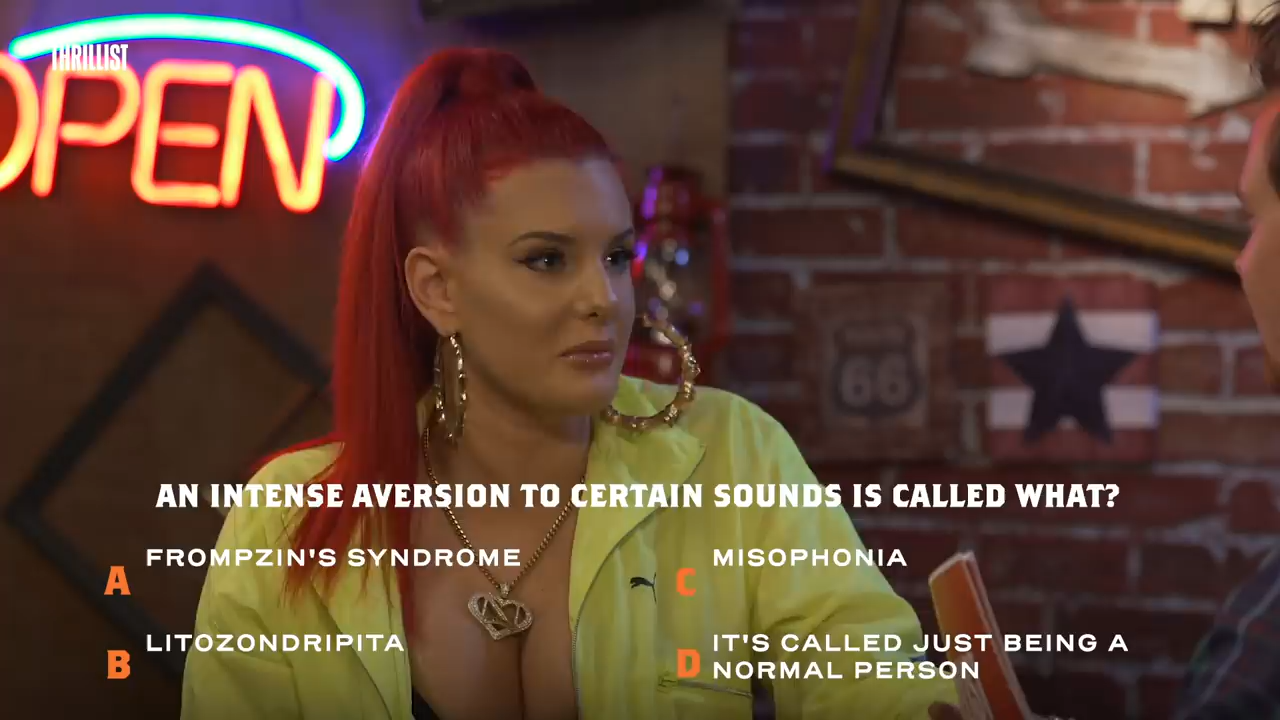 THRILLIST
OPEN
66
AN INTENSE AVERSION TO CERTAIN SOUNDS IS CALLED WHAT?
A FROMPZIN'S SYNDROME
C MISOPHONIA
B LITOZONDRIPITA
D IT'S CALLED JUST BEING A
NORMAL PERSON